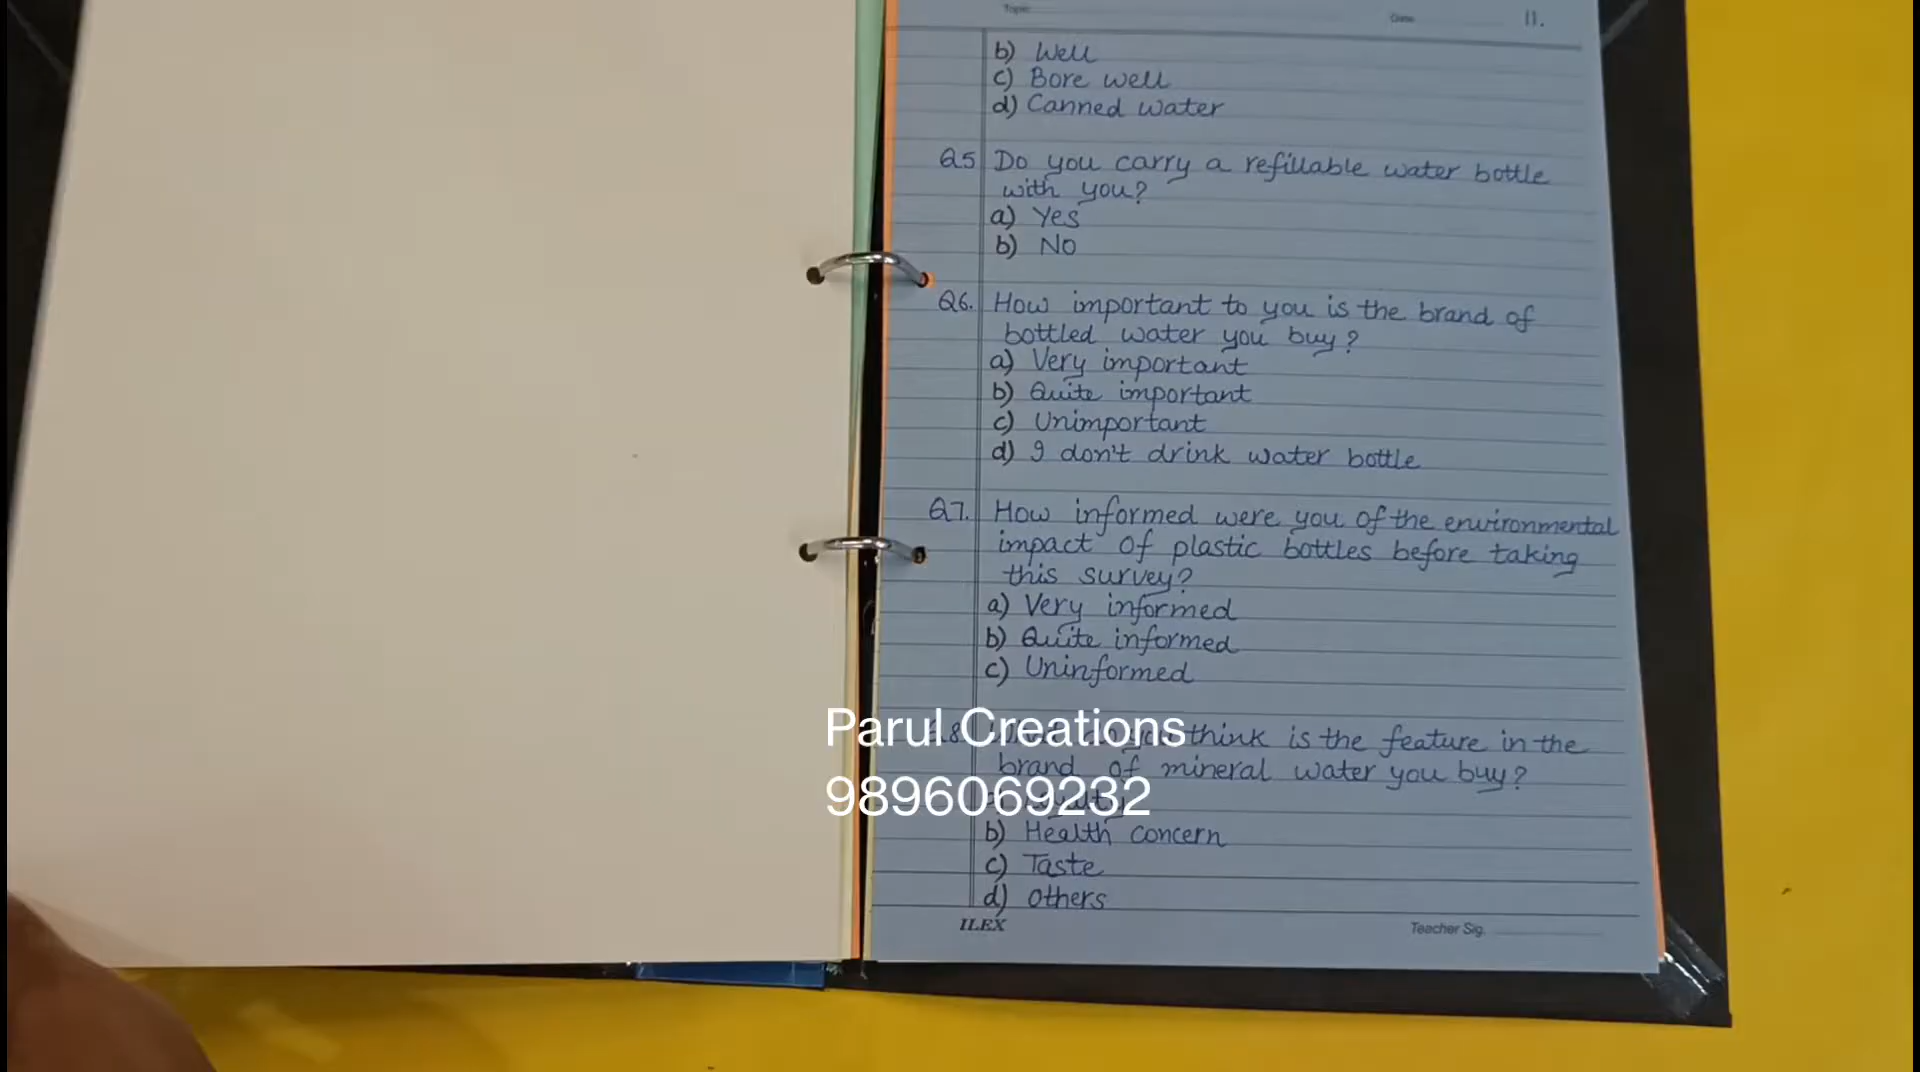 Topic
Date
11.
b) Well
c) Bore well
d) Canned water
Q5 Do you carry a refillable water bottle
with you?
a) Yes
b) No
Q6. How important to you is the brand of
bottled water you buy?
a) Very important
b) Quite important
c) Unimportant
d) I don't drink water bottle
Q7. How informed were you of the environmental
impact of plastic bottles before taking
this survey?
a) Very informed
b) Quite informed
c) Uninformed
Parul Creations
think is the feature in the
brand of mineral water you buy?
9896069232
b) Health concern
c) Taste
d) Others
ILEX
Teacher Sig.